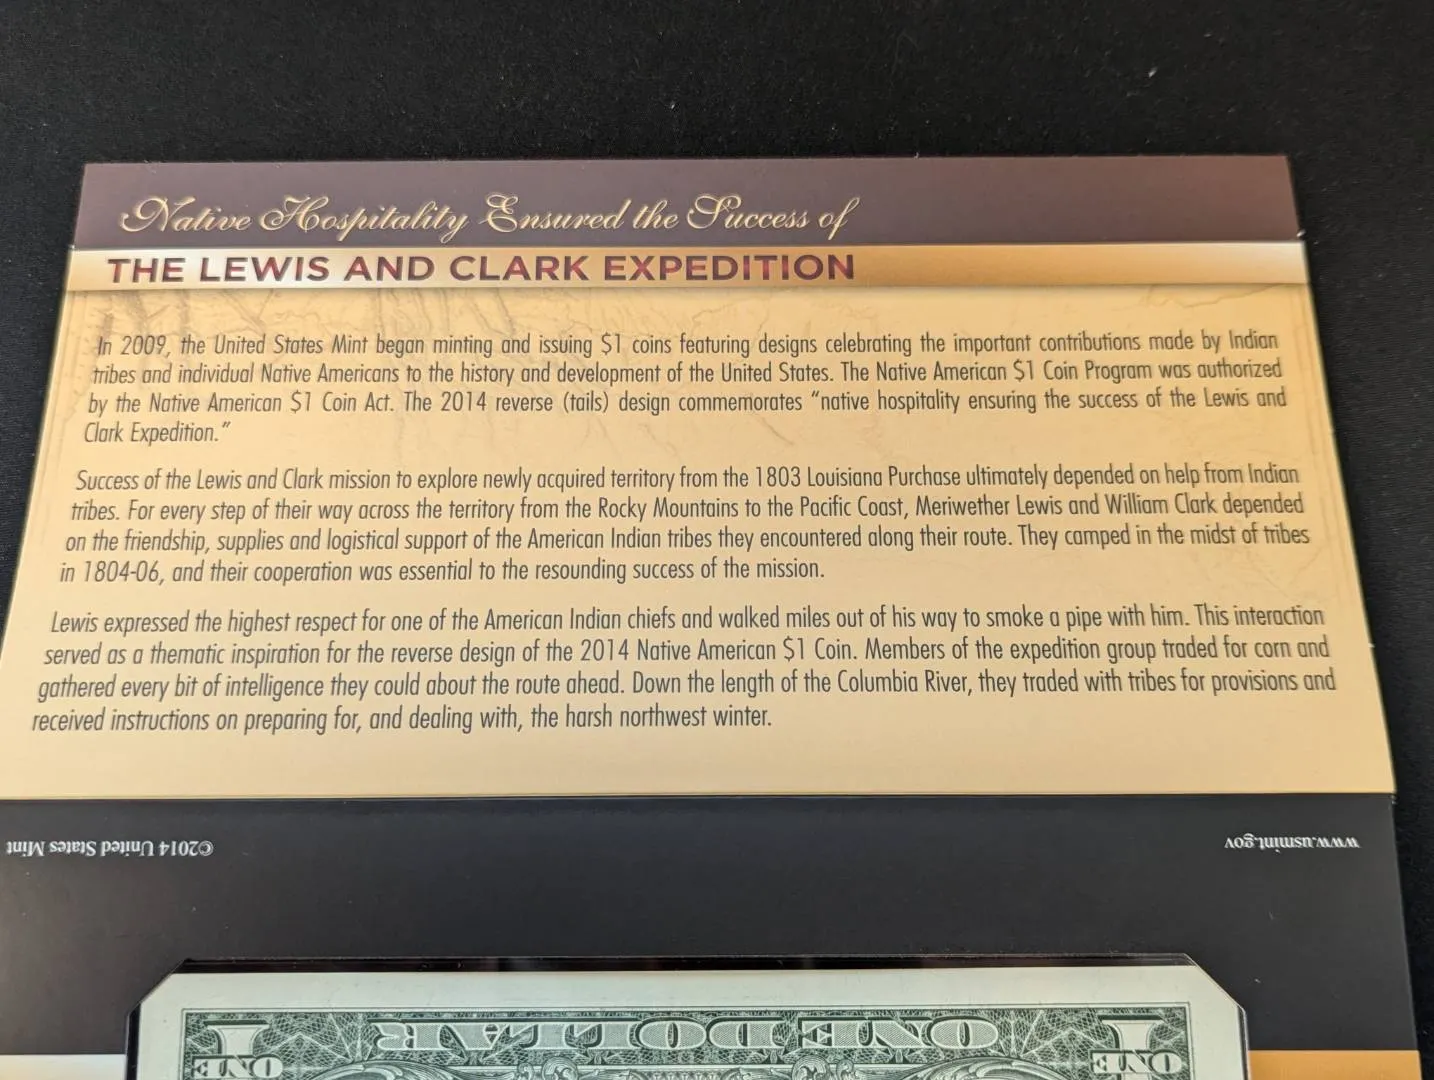 Native Hospitality Ensured the Success of
THE LEWIS AND CLARK EXPEDITION
In 2009, the United States Mint began minting and issuing $1 coins featuring designs celebrating the important contributions made by Indian
tribes and individual Native Americans to the history and development of the United States. The Native American $1 Coin Program was authorized
by the Native American $1 Coin Act. The 2014 reverse (tails) design commemorates “native hospitality ensuring the success of the Lewis and
Clark Expedition.”
Success of the Lewis and Clark mission to explore newly acquired territory from the 1803 Louisiana Purchase ultimately depended on help from Indian
tribes. For every step of their way across the territory from the Rocky Mountains to the Pacific Coast, Meriwether Lewis and William Clark depended
on the friendship, supplies and logistical support of the American Indian tribes they encountered along their route. They camped in the midst of tribes
in 1804-06, and their cooperation was essential to the resounding success of the mission.
Lewis expressed the highest respect for one of the American Indian chiefs and walked miles out of his way to smoke a pipe with him. This interaction
served as a thematic inspiration for the reverse design of the 2014 Native American $1 Coin. Members of the expedition group traded for corn and
gathered every bit of intelligence they could about the route ahead. Down the length of the Columbia River, they traded with tribes for provisions and
received instructions on preparing for, and dealing with, the harsh northwest winter.
©2014 United States Mint
www.usmint.gov
ONE DOLLAR
1 ONE
1 ONE